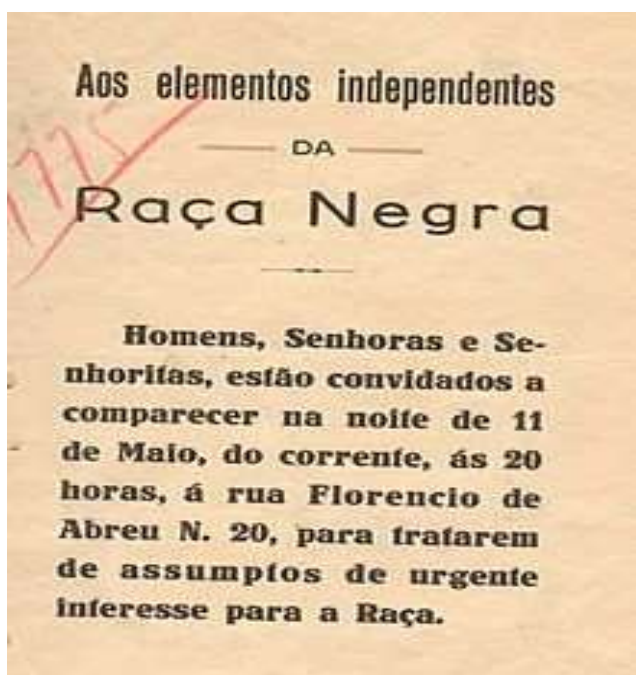 Aos elementos independentes
DA
Raça Negra
Homens, Senhoras e Se-
nhoritas, estão convidados a
comparecer na noite de 11
de Maio, do corrente, ás 20
horas, á rua Florencio de
Abreu N. 20, para tratarem
de assumptos de urgente
interesse para a Raça.